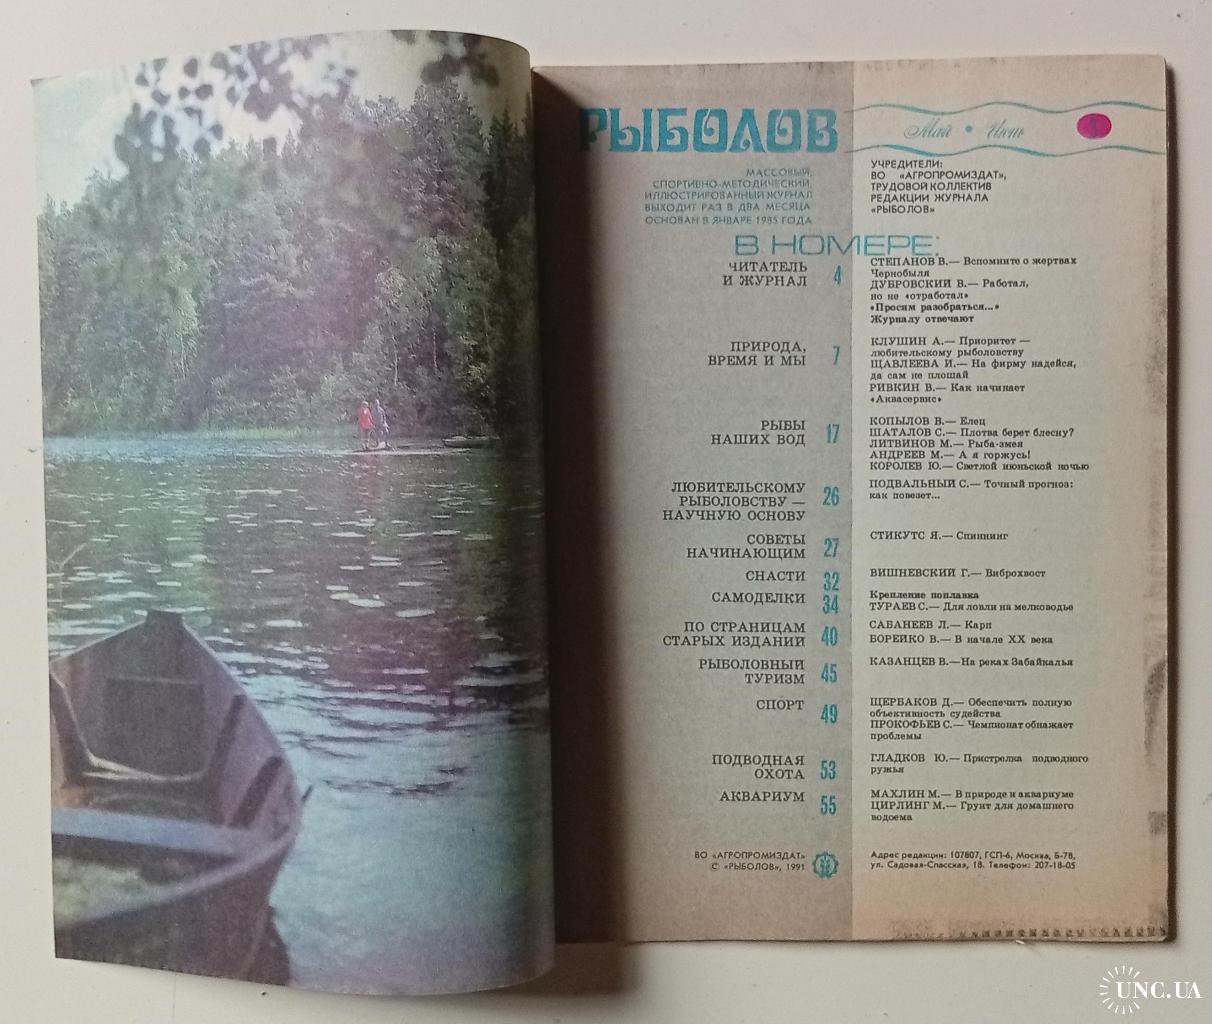 РЫБОЛОВ
Май • Июнь
МАССОВЫЙ,
СПОРТИВНО-МЕТОДИЧЕСКИЙ
ИЛЛЮСТРИРОВАННЫЙ ЖУРНАЛ
ВЫХОДИТ РАЗ В ДВА МЕСЯЦА
ОСНОВАН В ЯНВАРЕ 1985 ГОДА
УЧРЕДИТЕЛИ:
ВО «АГРОПРОМИЗДАТ»,
ТРУДОВОЙ КОЛЛЕКТИВ
РЕДАКЦИИ ЖУРНАЛА
«РЫБОЛОВ»
В НОМЕРЕ:
ЧИТАТЕЛЬ
И ЖУРНАЛ
4
СТЕПАНОВ В.— Вспомните о жертвах
Чернобыля
ДУБРОВСКИЙ В.— Работал,
но не «отработал»
«Просим разобраться...»
Журналу отвечают
ПРИРОДА,
ВРЕМЯ И МЫ
7
КЛУШИН А.— Приоритет —
любительскому рыболовству
ЩАВЛЕЕВА И.— На фирму надейся,
да сам не плошай
РИВКИН В.— Как начинает
«Аквасервис»
РЫБЫ
НАШИХ ВОД
17
КОПЫЛОВ В.— Елец
ШАТАЛОВ С.— Плотва берет блесну?
ЛИТВИНОВ М.— Рыба-змея
АНДРЕЕВ М.— А я горжусь!
КОРОЛЕВ Ю.— Светлой июньской ночью
ЛЮБИТЕЛЬСКОМУ
РЫБОЛОВСТВУ —
НАУЧНУЮ ОСНОВУ
26
ПОДВАЛЬНЫЙ С.— Точный прогноз:
как повезет...
СОВЕТЫ
НАЧИНАЮЩИМ
27
СТИКУТС Я.— Спиннинг
СНАСТИ
32
ВИШНЕВСКИЙ Г.— Виброхвост
САМОДЕЛКИ
34
Крепление поплавка
ТУРАЕВ С.— Для ловли на мелководье
ПО СТРАНИЦАМ
СТАРЫХ ИЗДАНИЙ
40
САБАНЕЕВ Л.— Карп
БОРЕЙКО В.— В начале XX века
РЫБОЛОВНЫЙ
ТУРИЗМ
45
КАЗАНЦЕВ В.— На реках Забайкалья
СПОРТ
49
ЩЕРБАКОВ Д.— Обеспечить полную
объективность судейства
ПРОКОФЬЕВ С.— Чемпионат обнажает
проблемы
ПОДВОДНАЯ
ОХОТА
53
ГЛАДКОВ Ю.— Пристрелка подводного
ружья
АКВАРИУМ
55
МАХЛИН М.— В природе и аквариуме
ЦИРЛИНГ М.— Грунт для домашнего
водоема
ВО «АГРОПРОМИЗДАТ»
С «РЫБОЛОВ», 1991
Адрес редакции: 107807, ГСП-6, Москва, Б-78,
ул. Садовая-Спасская, 18. Телефон: 207-18-05
UNC.UA